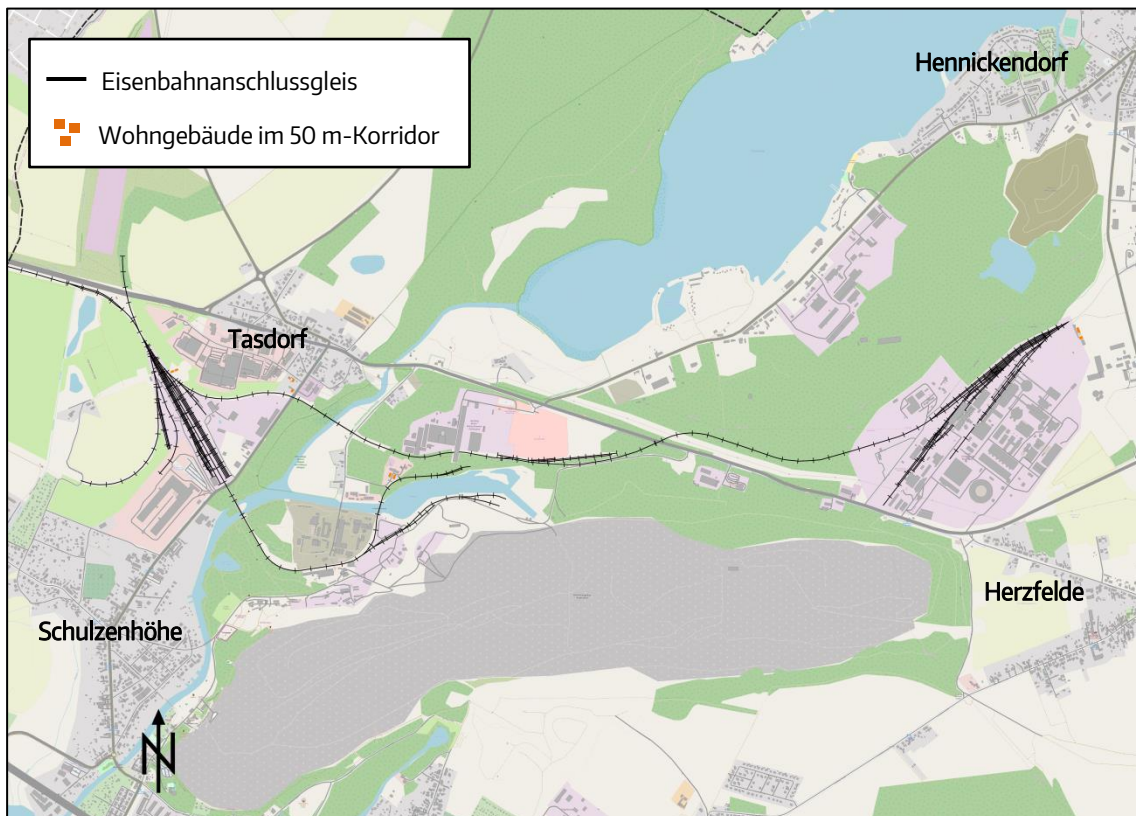 Eisenbahnanschlussgleis
Wohngebäude im 50 m-Korridor
Hennickendorf
Tasdorf
Herzfelde
Schulzenhöhe
N